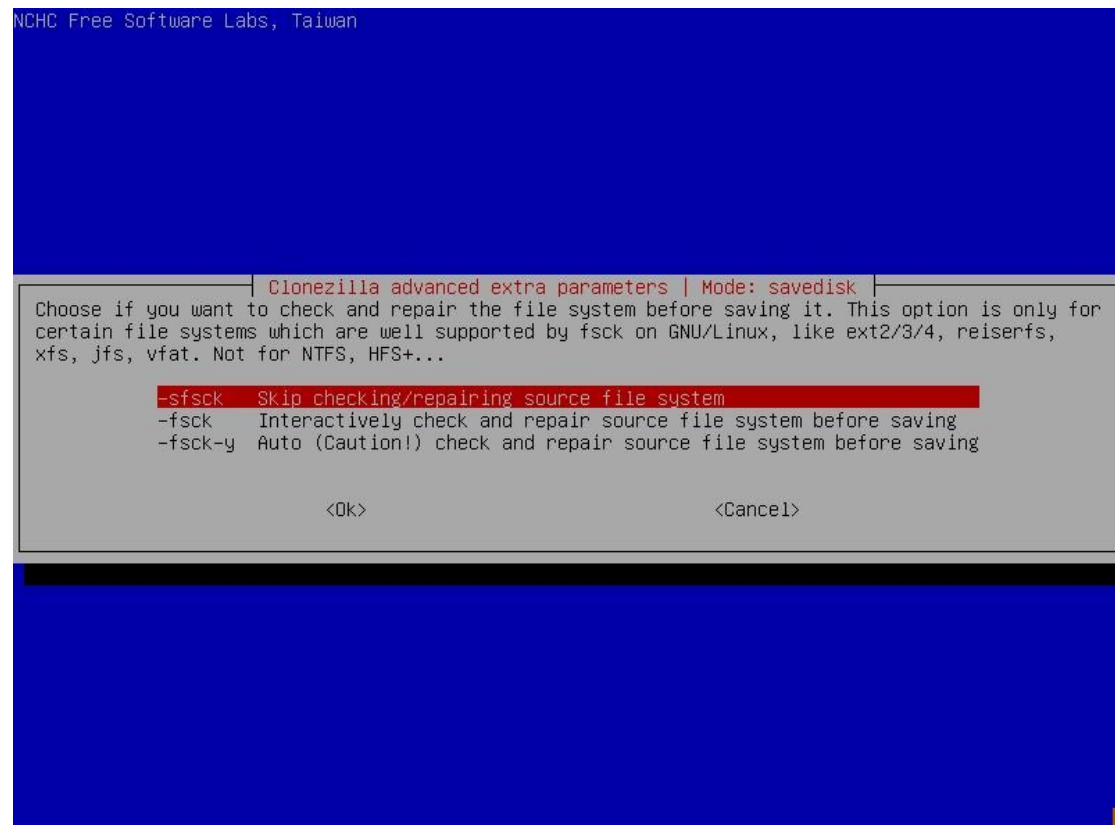 NCHC Free Software Labs, Taiwan
Clonezilla advanced extra parameters | Mode: savedisk
Choose if you want to check and repair the file system before saving it. This option is only for
certain file systems which are well supported by fsck on GNU/Linux, like ext2/3/4, reiserfs,
xfs, jfs, vfat. Not for NTFS, HFS+...
-sfsck Skip checking/repairing source file system
-fsck Interactively check and repair source file system before saving
-fsck-y Auto (Caution!) check and repair source file system before saving
<Ok> <Cancel>